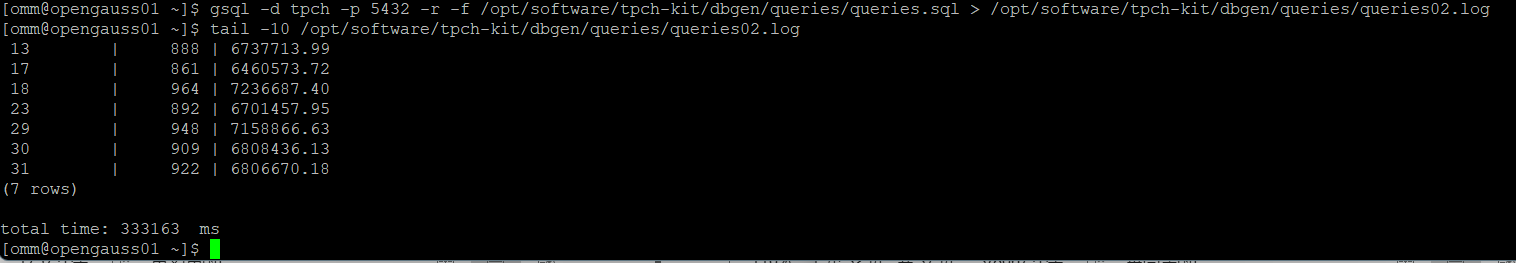 [omm@opengauss01 ~]$ gsql -d tpch -p 5432 -r -f /opt/software/tpch-kit/dbgen/queries/queries.sql > /opt/software/tpch-kit/dbgen/queries/queries02.log
[omm@opengauss01 ~]$ tail -10 /opt/software/tpch-kit/dbgen/queries/queries02.log
 13         |      888 | 6737713.99
 17         |      861 | 6460573.72
 18         |      964 | 7236687.40
 23         |      892 | 6701457.95
 29         |      948 | 7158866.63
 30         |      909 | 6808436.13
 31         |      922 | 6806670.18
(7 rows)
total time: 333163  ms
[omm@opengauss01 ~]$